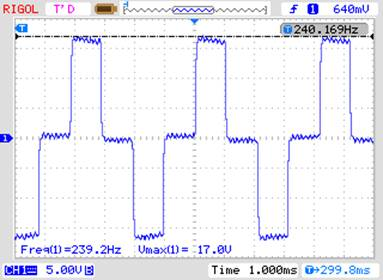 RIGOL T'D f 1 640mV
T 240.169Hz
1
Freq(1)=239.2Hz Vmax(1)= 17.0V
CH1 5.00V B Time 1.000ms T→299.8ms